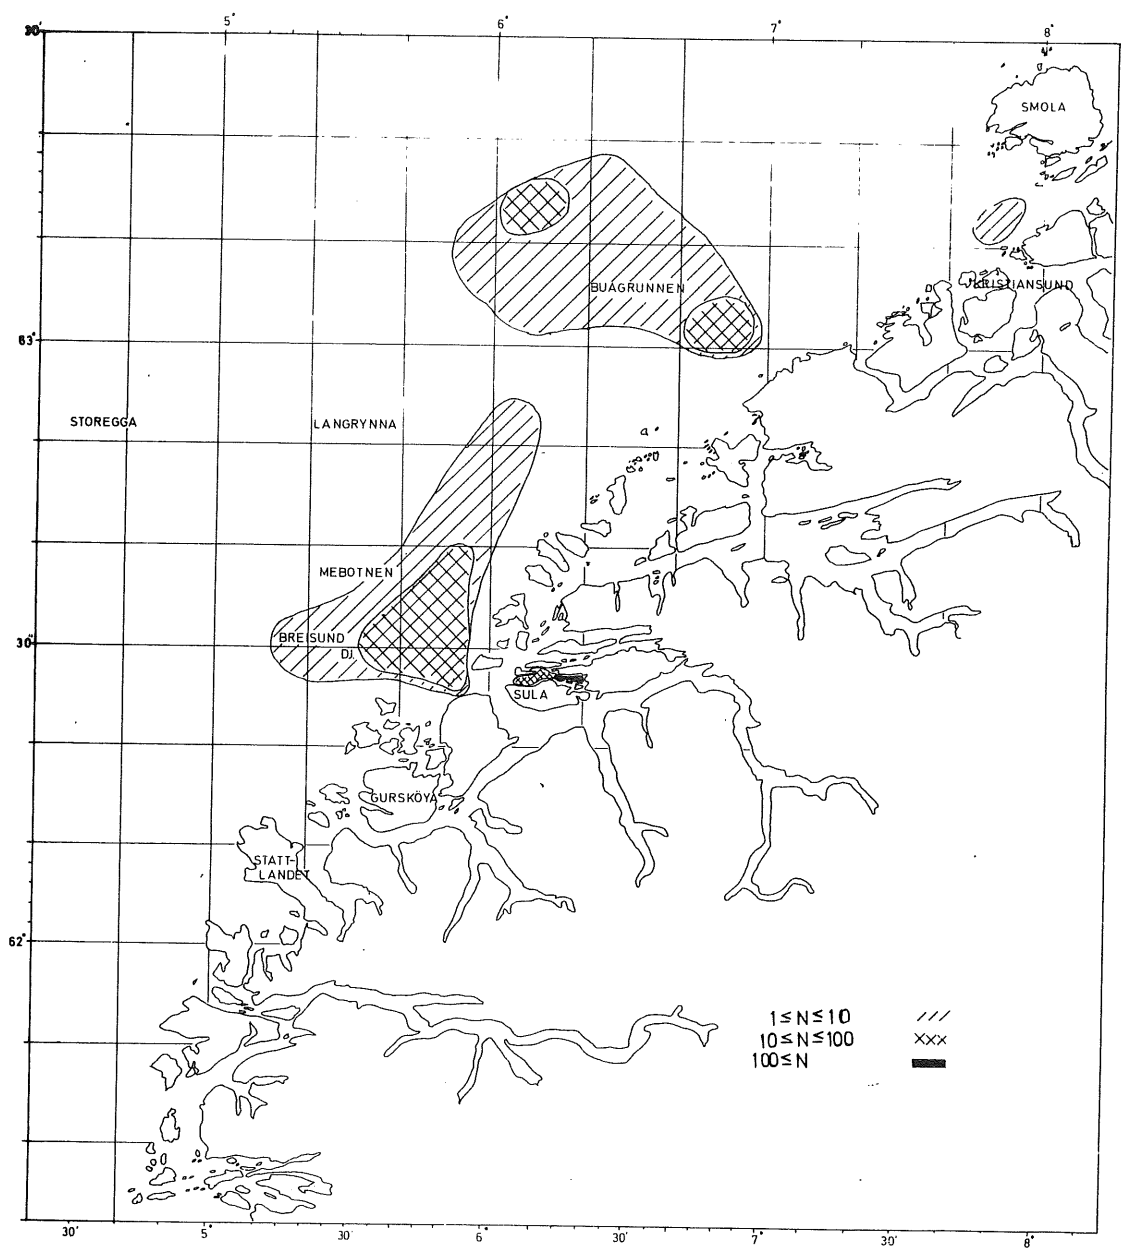 5° 6° 7° 8°
30'
SMOLA
BUAGRUNNEN
KRISTIANSUND
63°
STOREGGA LANGRYNNA
MEBOTNEN
BREISUND
DJ.
30'
SULA
GURSKÖYA
STATT-
LANDET
62°
1≤N≤10
10≤N≤100
100≤N
30' 5° 30' 6° 30' 7° 30' 8°